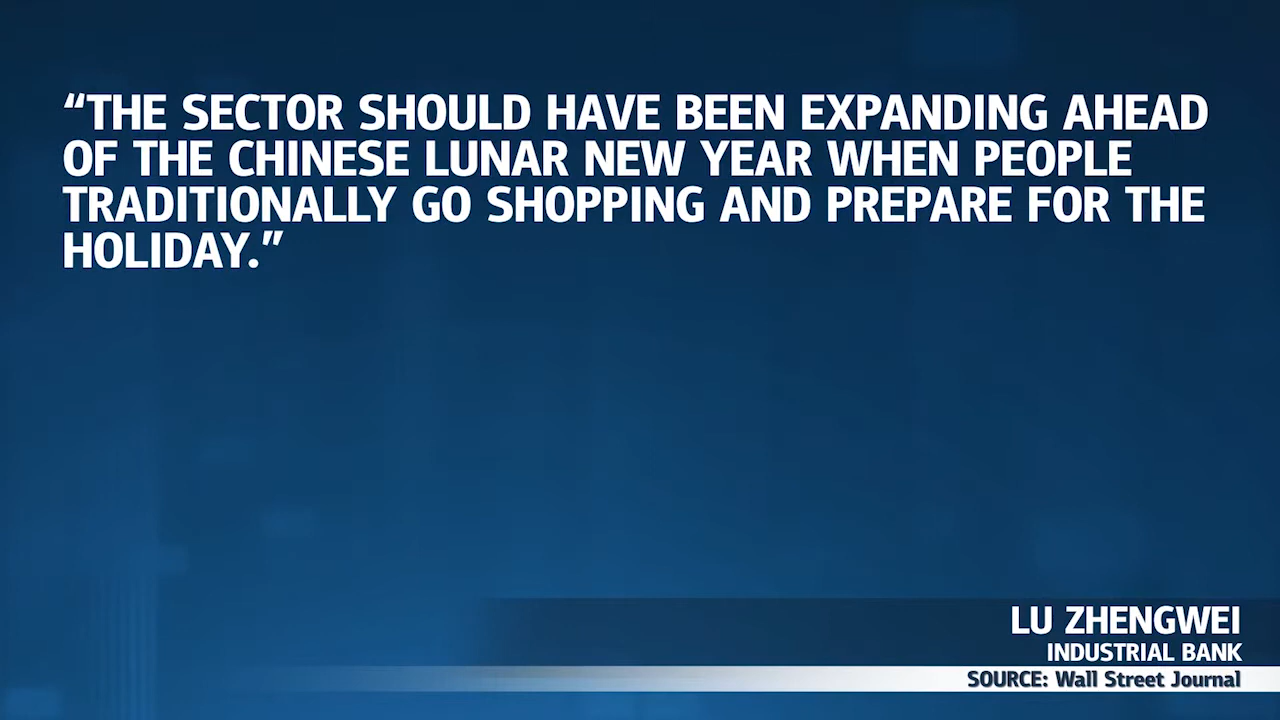 “THE SECTOR SHOULD HAVE BEEN EXPANDING AHEAD
OF THE CHINESE LUNAR NEW YEAR WHEN PEOPLE
TRADITIONALLY GO SHOPPING AND PREPARE FOR THE
HOLIDAY.”
LU ZHENGWEI
INDUSTRIAL BANK
SOURCE: Wall Street Journal